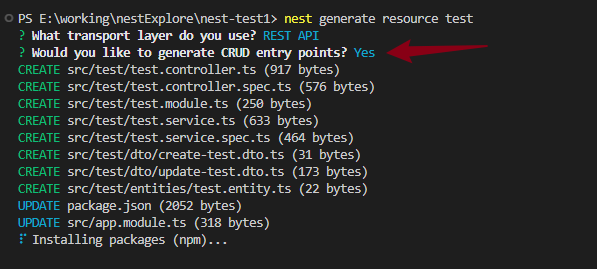 PS E:\working\nestExplore\nest-test1> nest generate resource test
? What transport layer do you use? REST API
? Would you like to generate CRUD entry points? Yes
CREATE src/test/test.controller.ts (917 bytes)
CREATE src/test/test.controller.spec.ts (576 bytes)
CREATE src/test/test.module.ts (250 bytes)
CREATE src/test/test.service.ts (633 bytes)
CREATE src/test/test.service.spec.ts (464 bytes)
CREATE src/test/dto/create-test.dto.ts (31 bytes)
CREATE src/test/dto/update-test.dto.ts (173 bytes)
CREATE src/test/entities/test.entity.ts (22 bytes)
UPDATE package.json (2052 bytes)
UPDATE src/app.module.ts (318 bytes)
Installing packages (npm)...